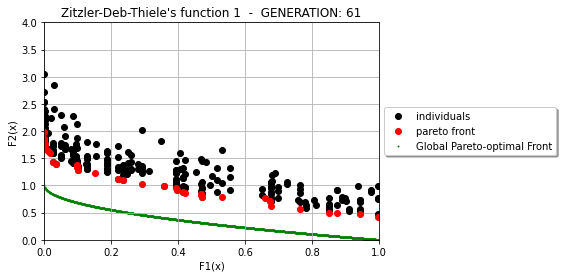 Zitzler-Deb-Thiele's function 1 - GENERATION: 61
4.0
3.5
3.0
2.5
2.0
1.5
1.0
0.5
0.0
F2(x)
0.0 0.2 0.4 0.6 0.8 1.0
F1(x)
individuals
pareto front
Global Pareto-optimal Front